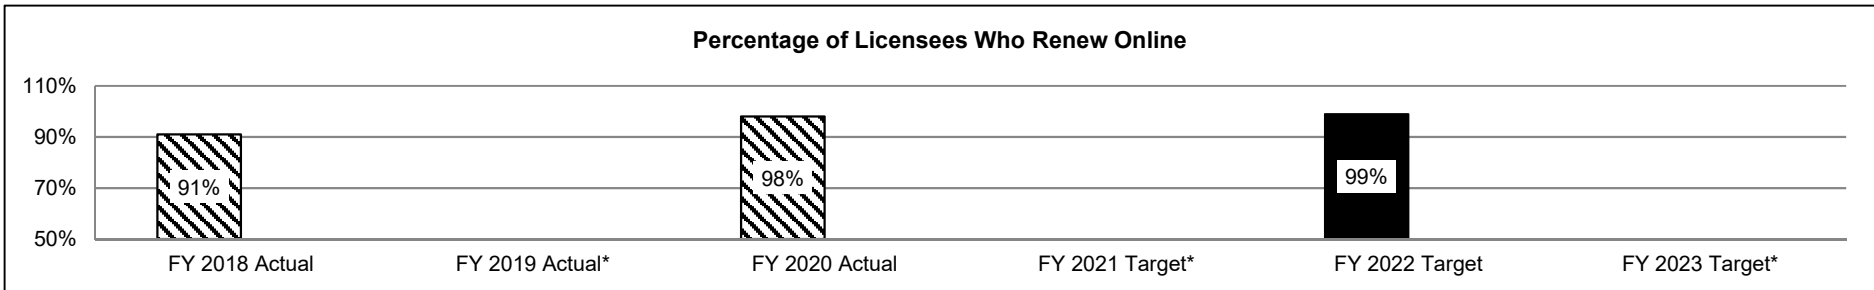 Percentage of Licensees Who Renew Online
110%
90%
70%
50%
91%
98%
99%
FY 2018 Actual
FY 2019 Actual*
FY 2020 Actual
FY 2021 Target*
FY 2022 Target
FY 2023 Target*